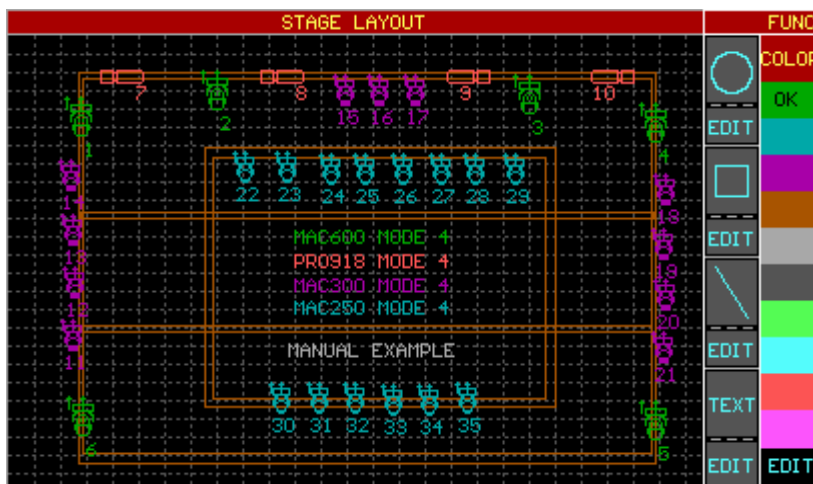 STAGE LAYOUT
FUNC
COLOR
OK
7
8
9
10
2
15
16
17
3
1
4
EDIT
22
23
24
25
26
27
28
29
14
18
MAC600 MODE 4
PRO918 MODE 4
MAC300 MODE 4
MAC250 MODE 4
EDIT
13
19
12
20
MANUAL EXAMPLE
EDIT
11
21
TEXT
30
31
32
33
34
35
6
5
EDIT
EDIT